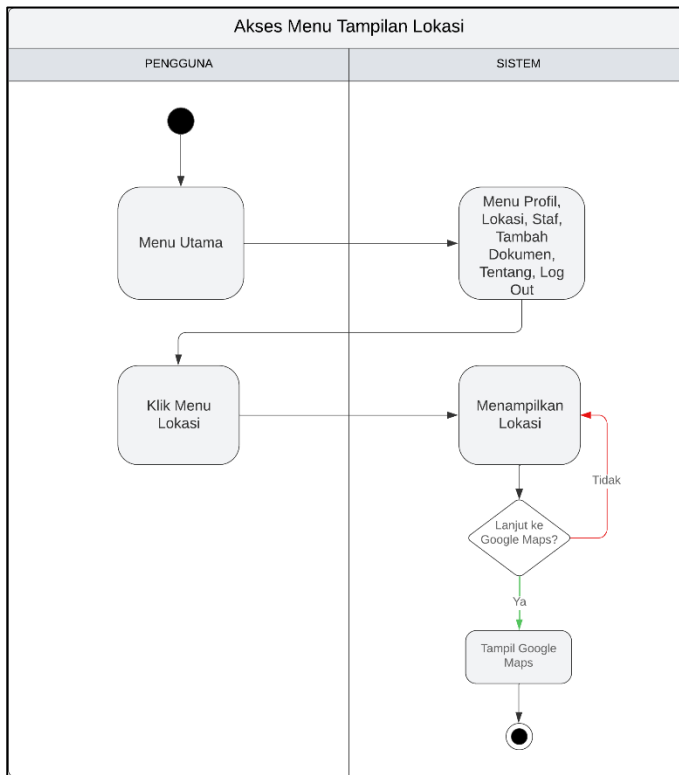 Akses Menu Tampilan Lokasi
PENGGUNA
SISTEM
Menu Utama
Menu Profil,
Lokasi, Staf,
Tambah
Dokumen,
Tentang, Log
Out
Klik Menu
Lokasi
Menampilkan
Lokasi
Tidak
Lanjut ke
Google Maps?
Ya
Tampil Google
Maps